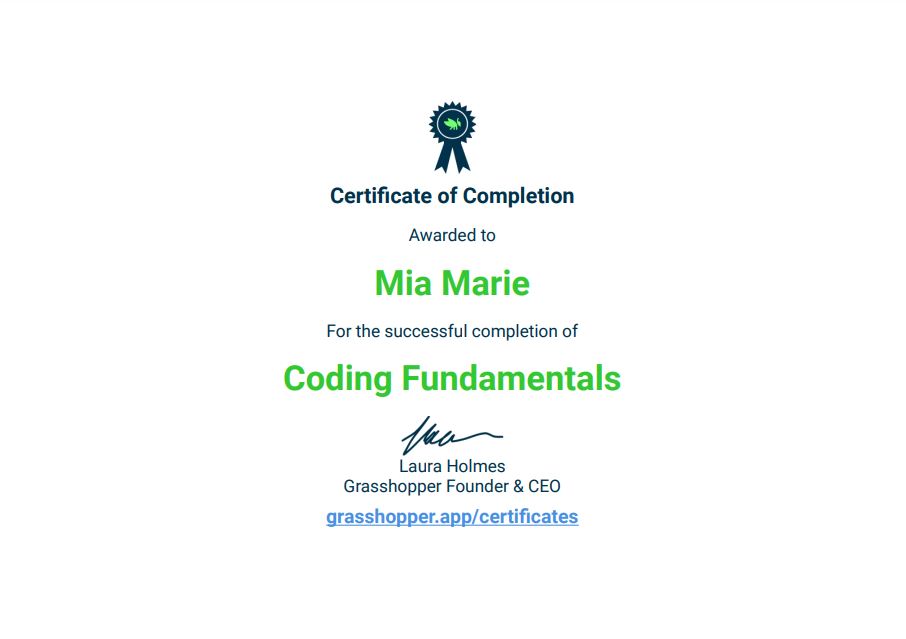 Certificate of Completion
Awarded to
Mia Marie
For the successful completion of
Coding Fundamentals
Laura Holmes
Grasshopper Founder & CEO
grasshopper.app/certificates